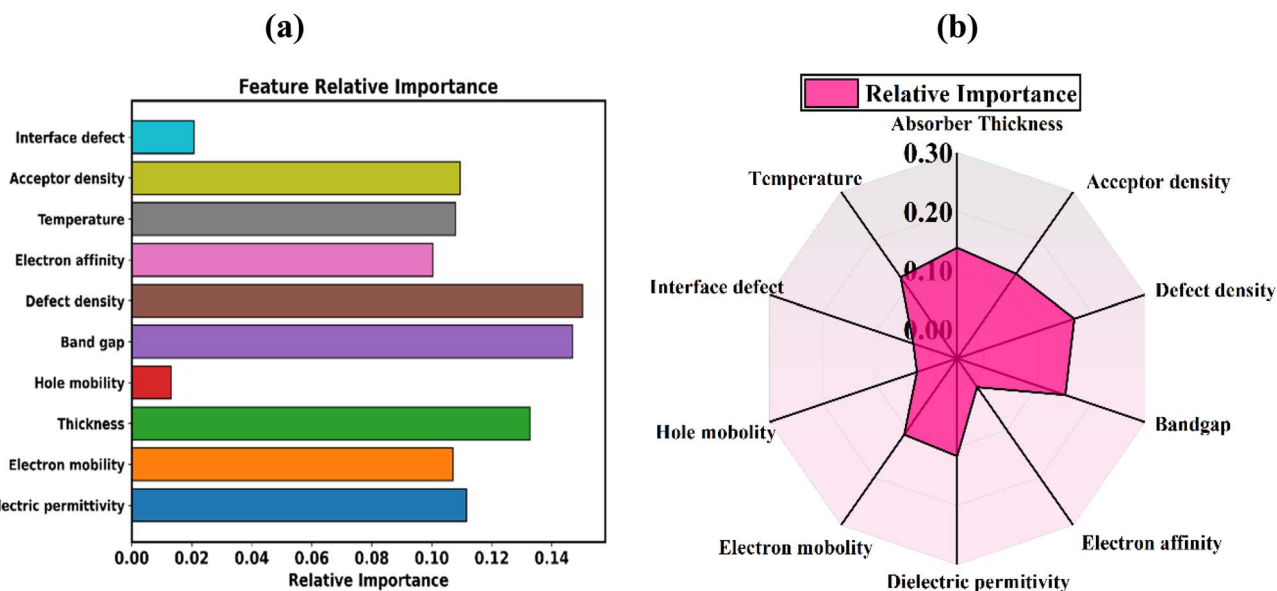 (a)
Feature Relative Importance
Interface defect
Acceptor density
Temperature
Electron affinity
Defect density
Band gap
Hole mobility
Thickness
Electron mobility
lectric permittivity
0.00 0.02 0.04 0.06 0.08 0.10 0.12 0.14
Relative Importance
(b)
Relative Importance
Absorber Thickness
0.30
Temperature
Acceptor density
0.20
0.10
Interface defect
Defect density
0.00
Hole mobolity
Bandgap
Electron mobolity
Electron affinity
Dielectric permitivity